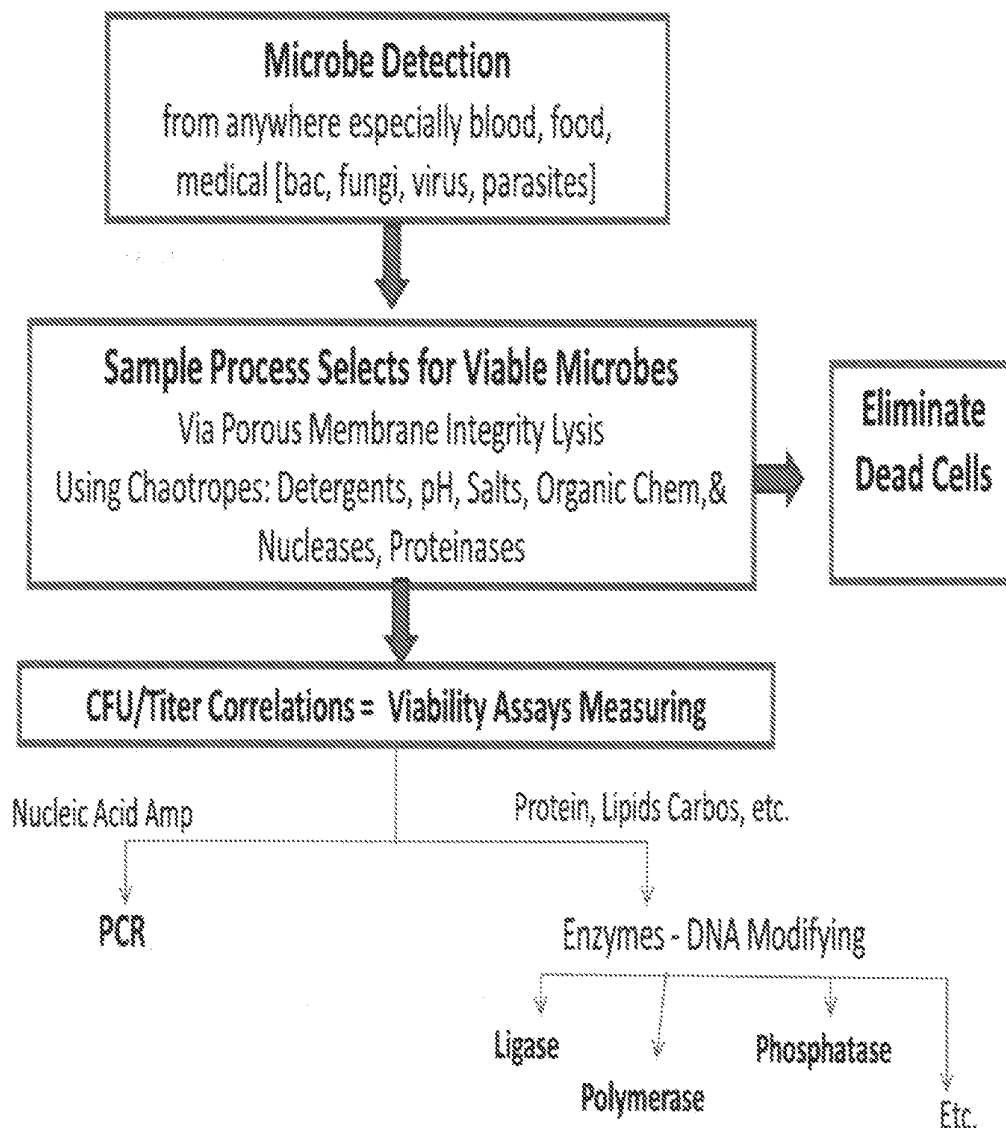 Microbe Detection
from anywhere especially blood, food,
medical [bac, fungi, virus, parasites]
Sample Process Selects for Viable Microbes
Via Porous Membrane Integrity Lysis
Using Chaotropes: Detergents, pH, Salts, Organic Chem,&
Nucleases, Proteinases
Eliminate
Dead Cells
CFU/Titer Correlations = Viability Assays Measuring
Nucleic Acid Amp
Protein, Lipids Carbos, etc.
PCR
Enzymes - DNA Modifying
Ligase
Polymerase
Phosphatase
Etc.